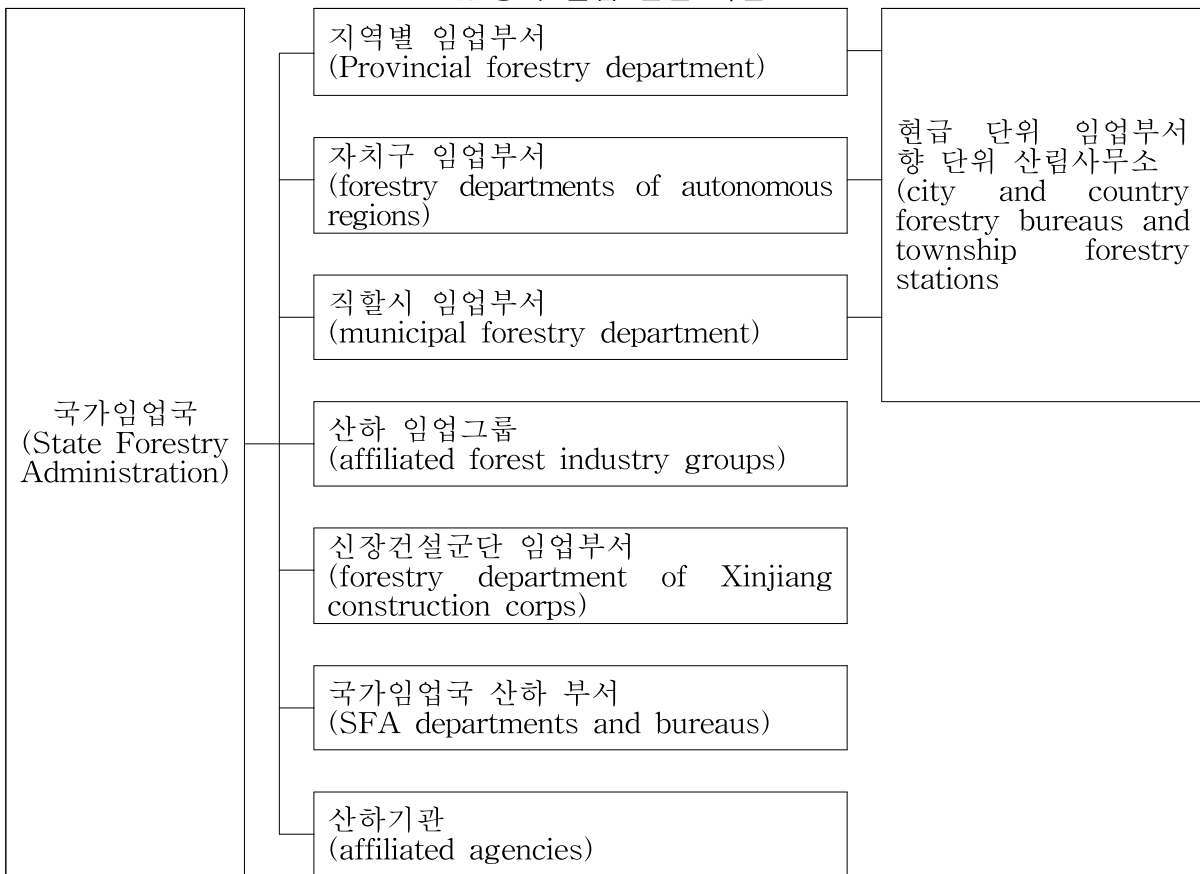 지역별 임업부서
(Provincial forestry department)
자치구 임업부서
(forestry departments of autonomous
regions)
직할시 임업부서
(municipal forestry department)
현급 단위 임업부서
향 단위 산림사무소
(city and country
forestry bureaus and
township forestry
stations
국가임업국
(State Forestry
Administration)
산하 임업그룹
(affiliated forest industry groups)
신장건설군단 임업부서
(forestry department of Xinjiang
construction corps)
국가임업국 산하 부서
(SFA departments and bureaus)
산하기관
(affiliated agencies)